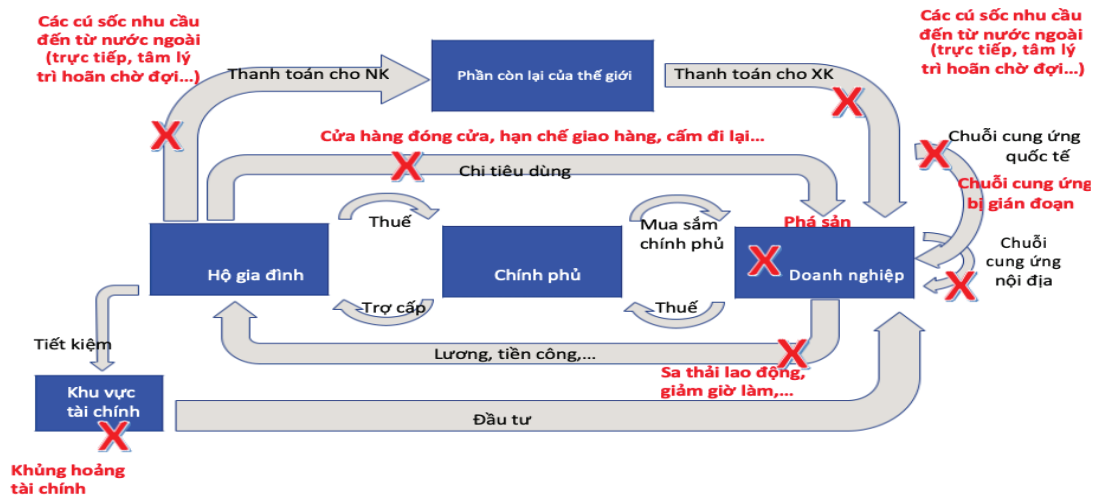 Các cú sốc nhu cầu
đến từ nước ngoài
(trực tiếp, tâm lý
trì hoãn chờ đợi...)
Các cú sốc nhu cầu
đến từ nước ngoài
(trực tiếp, tâm lý
trì hoãn chờ đợi...)
Thanh toán cho NK
Phần còn lại của thế giới
Thanh toán cho XK
Cửa hàng đóng cửa, hạn chế giao hàng, cấm đi lại...
Chi tiêu dùng
Chuỗi cung ứng
quốc tế
Chuỗi cung ứng
bị gián đoạn
Thuế
Mua sắm
chính phủ
Phá sản
Hộ gia đình
Chính phủ
Doanh nghiệp
Chuỗi
cung ứng
nội địa
Trợ cấp
Thuế
Tiết kiệm
Lương, tiền công,...
Sa thải lao động,
giảm giờ làm,...
Khu vực
tài chính
Đầu tư
Khủng hoảng
tài chính